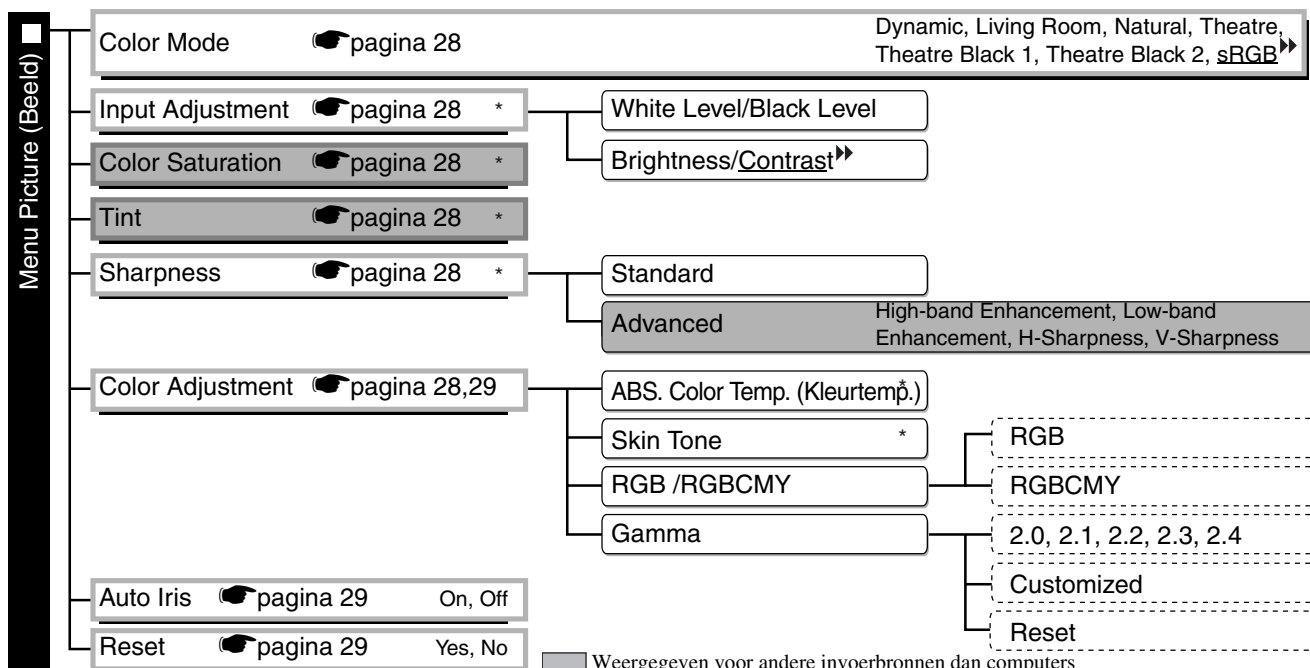 Menu Picture (Beeld)
Color Mode ☛pagina 28 Dynamic, Living Room, Natural, Theatre,
Theatre Black 1, Theatre Black 2, sRGB
Input Adjustment ☛pagina 28 *
White Level/Black Level
Brightness/Contrast
Color Saturation ☛pagina 28 *
Tint ☛pagina 28 *
Sharpness ☛pagina 28 *
Standard
Advanced High-band Enhancement, Low-band
Enhancement, H-Sharpness, V-Sharpness
Color Adjustment ☛pagina 28,29
ABS. Color Temp. (Kleurtemp.) *
Skin Tone *
RGB /RGBCMY
RGB
RGBCMY
Gamma
2.0, 2.1, 2.2, 2.3, 2.4
Customized
Reset
Auto Iris ☛pagina 29 On, Off
Reset ☛pagina 29 Yes, No
Weergegeven voor andere invoerbronnen dan computers